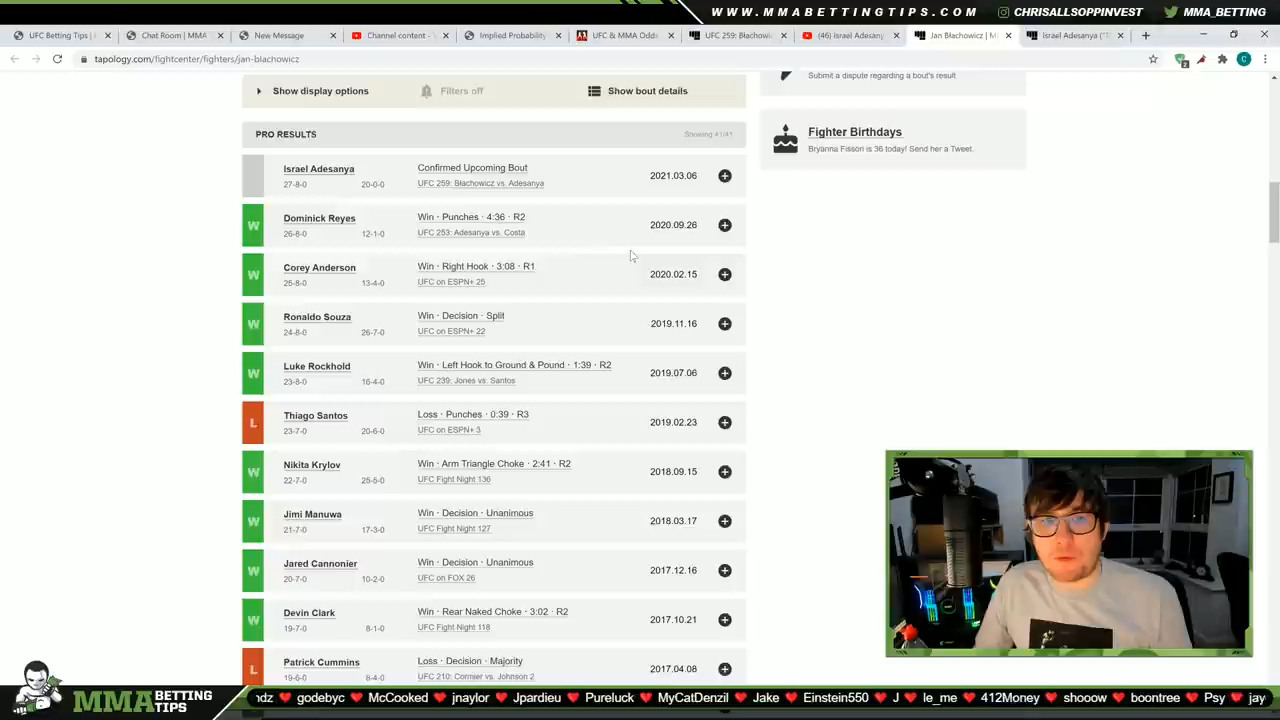 WWW.MMABETTINGTIPS.COM
CHRISALLSOPPINVEST
MMA_BETTING
UFC Betting Tips |
Chat Room | MMA
New Message
Channel content -
Implied Probability
UFC & MMA Odds
UFC 259: Błachowic
(46) Israel Adesany
Jan Błachowicz | M
Israel Adesanya ("T
tapology.com/fightcenter/fighters/jan-blachowicz
Show display options
Filters off
Show bout details
Submit a dispute regarding a bout's result
Fighter Birthdays
Bryanna Fissori is 36 today! Send her a Tweet.
PRO RESULTS
Showing 41/41
Israel Adesanya
Confirmed Upcoming Bout
2021.03.06
27-8-0
20-0-0
UFC 259: Błachowicz vs. Adesanya
W
Dominick Reyes
Win · Punches · 4:36 · R2
2020.09.26
26-8-0
12-1-0
UFC 253: Adesanya vs. Costa
W
Corey Anderson
Win · Right Hook · 3:08 · R1
2020.02.15
25-8-0
13-4-0
UFC on ESPN+ 25
W
Ronaldo Souza
Win · Decision · Split
2019.11.16
24-8-0
26-7-0
UFC on ESPN+ 22
W
Luke Rockhold
Win · Left Hook to Ground & Pound · 1:39 · R2
2019.07.06
23-8-0
16-4-0
UFC 239: Jones vs. Santos
L
Thiago Santos
Loss · Punches · 0:39 · R3
2019.02.23
23-7-0
20-6-0
UFC on ESPN+ 3
W
Nikita Krylov
Win · Arm Triangle Choke · 2:41 · R2
2018.09.15
22-7-0
25-5-0
UFC Fight Night 136
W
Jimi Manuwa
Win · Decision · Unanimous
2018.03.17
21-7-0
17-3-0
UFC Fight Night 127
W
Jared Cannonier
Win · Decision · Unanimous
2017.12.16
20-7-0
10-2-0
UFC on FOX 26
W
Devin Clark
Win · Rear Naked Choke · 3:02 · R2
2017.10.21
19-7-0
8-1-0
UFC Fight Night 118
L
Patrick Cummins
Loss · Decision · Majority
2017.04.08
19-6-0
8-4-0
UFC 210: Cormier vs. Johnson 2
MMA BETTING TIPS
ndz ❤ godebyc ❤ McCooked ❤ jnaylor ❤ Jpardieu ❤ Pureluck ❤ MyCatDenzil ❤ Jake ❤ Einstein550 ❤ J ❤ le_me ❤ 412Money ❤ shooow ❤ boontree ❤ Psy ❤ jay